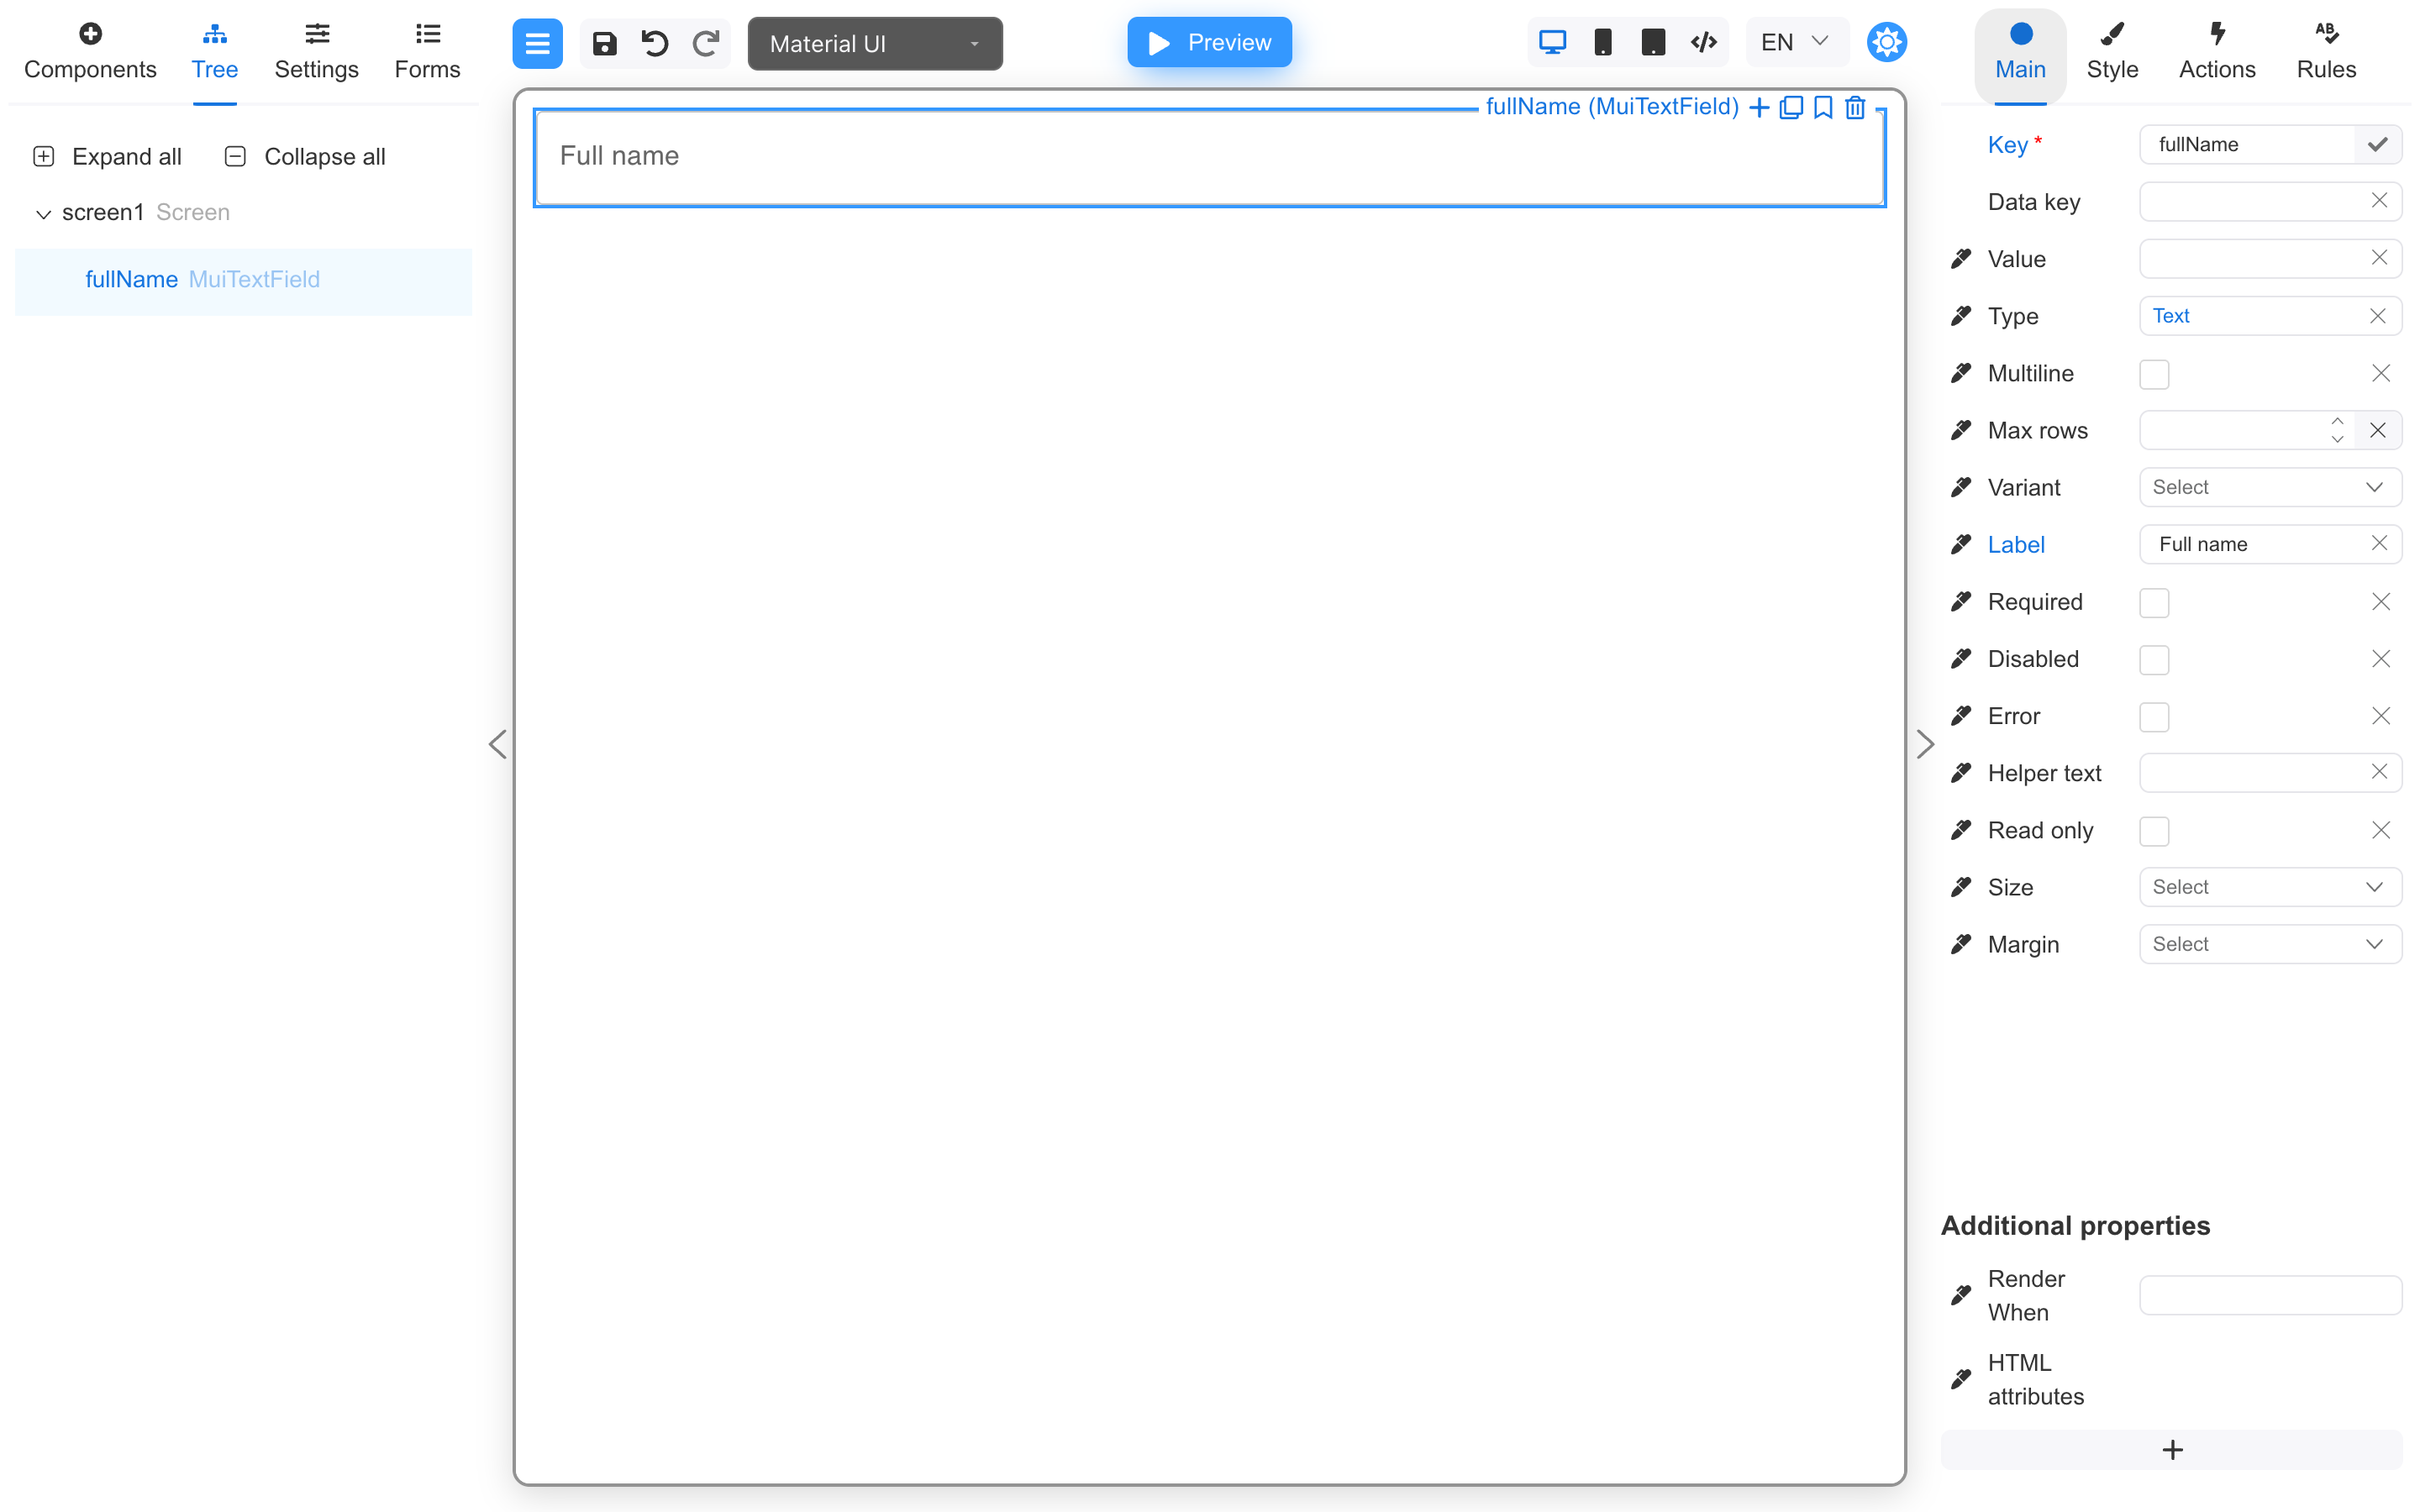 Components Tree Settings Forms
Material UI
Preview
EN
Main Style Actions AB Rules
Expand all Collapse all
screen1 Screen
fullName MuiTextField
fullName (MuiTextField)
Full name
Key * fullName
Data key
Value
Type Text
Multiline
Max rows
Variant Select
Label Full name
Required
Disabled
Error
Helper text
Read only
Size Select
Margin Select
Additional properties
Render
When
HTML
attributes